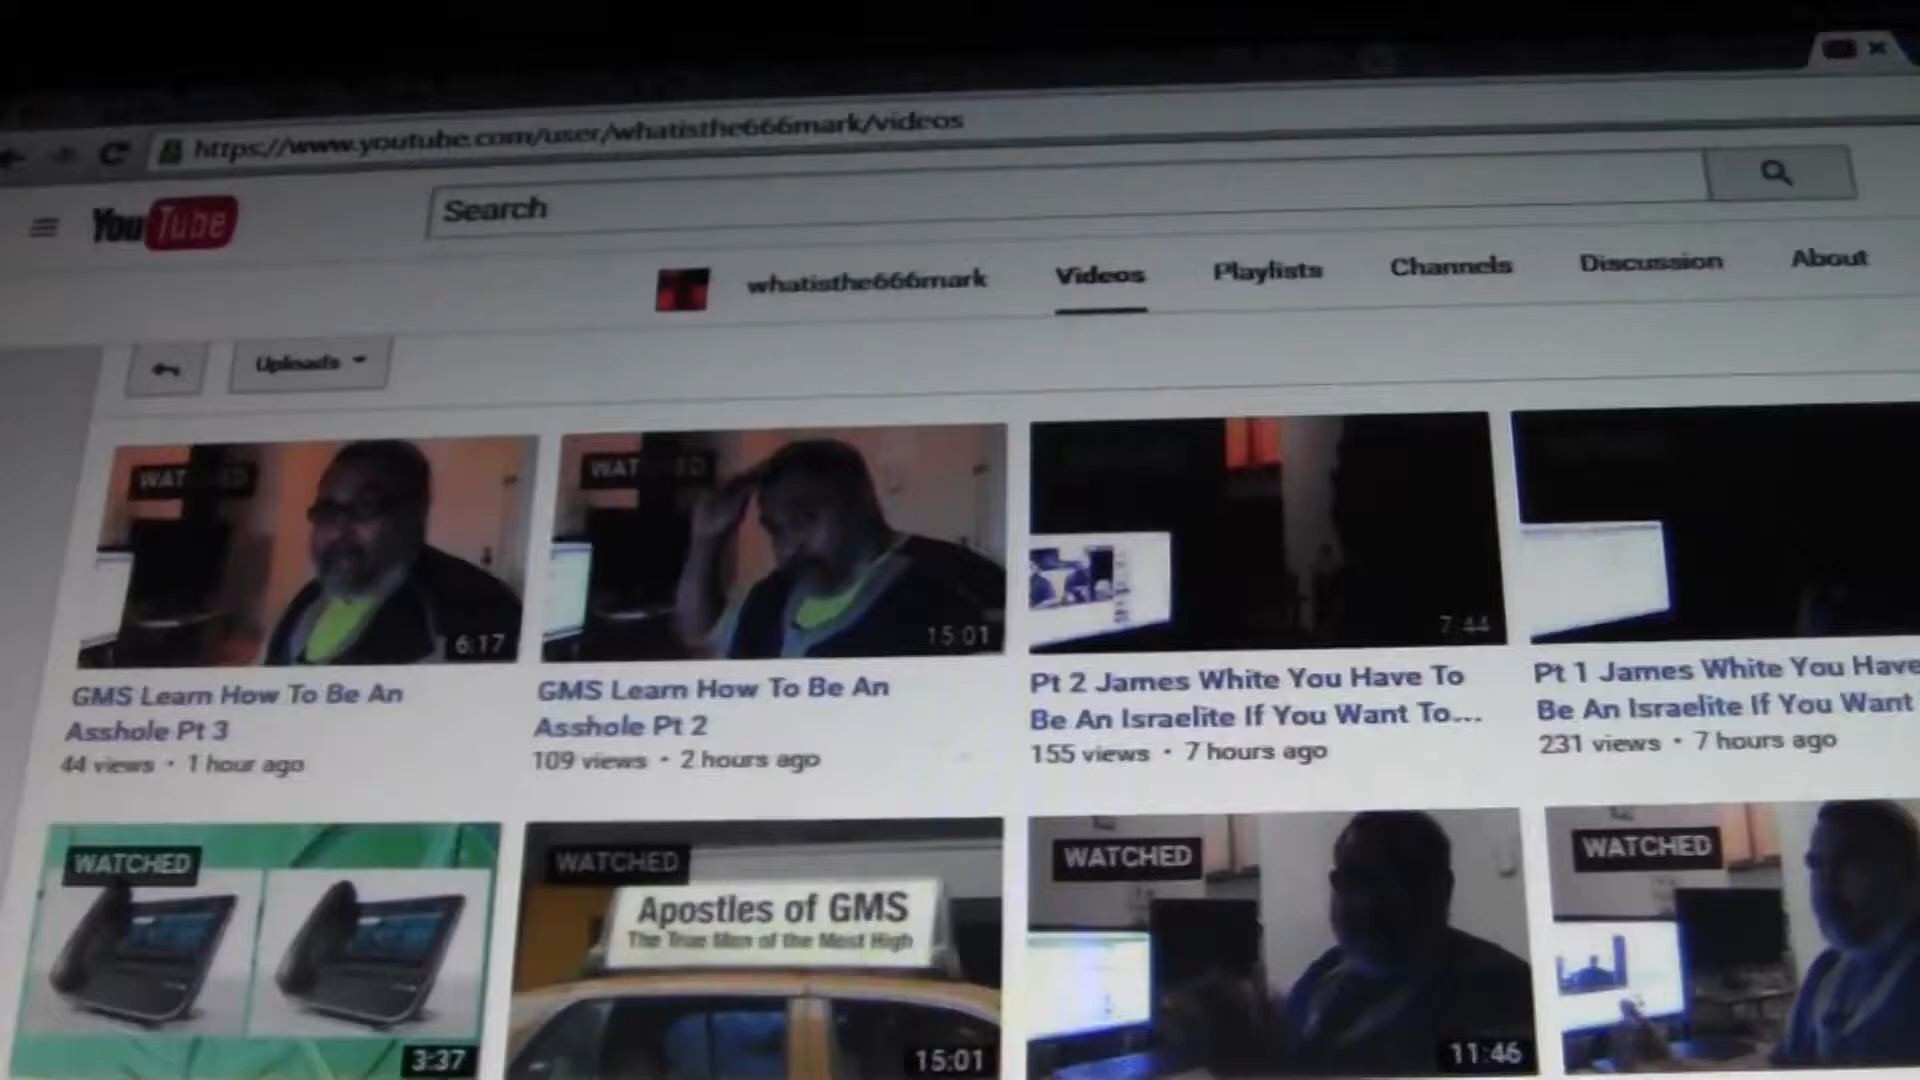 https://www.youtube.com/user/whatisthe666mark/videos
YouTube
Search
whatisthe666mark Videos Playlists Channels Discussion About
Uploads
WATCHED
6:17
WATCHED
15:01
7:44
GMS Learn How To Be An
Asshole Pt 3
44 views • 1 hour ago
GMS Learn How To Be An
Asshole Pt 2
109 views • 2 hours ago
Pt 2 James White You Have To
Be An Israelite If You Want To...
155 views • 7 hours ago
Pt 1 James White You Have
Be An Israelite If You Want
231 views • 7 hours ago
WATCHED
3:37
WATCHED
Apostles of GMS
The True Men of the Most High
15:01
WATCHED
11:46
WATCHED